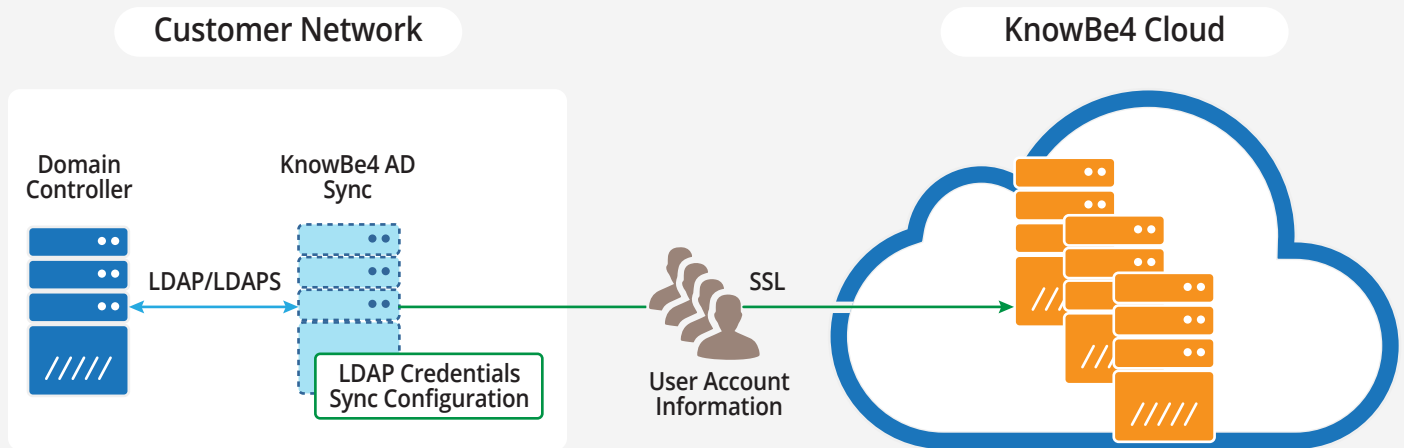 Customer Network
KnowBe4 Cloud
Domain
Controller
KnowBe4 AD
Sync
LDAP/LDAPS
SSL
LDAP Credentials
Sync Configuration
User Account
Information